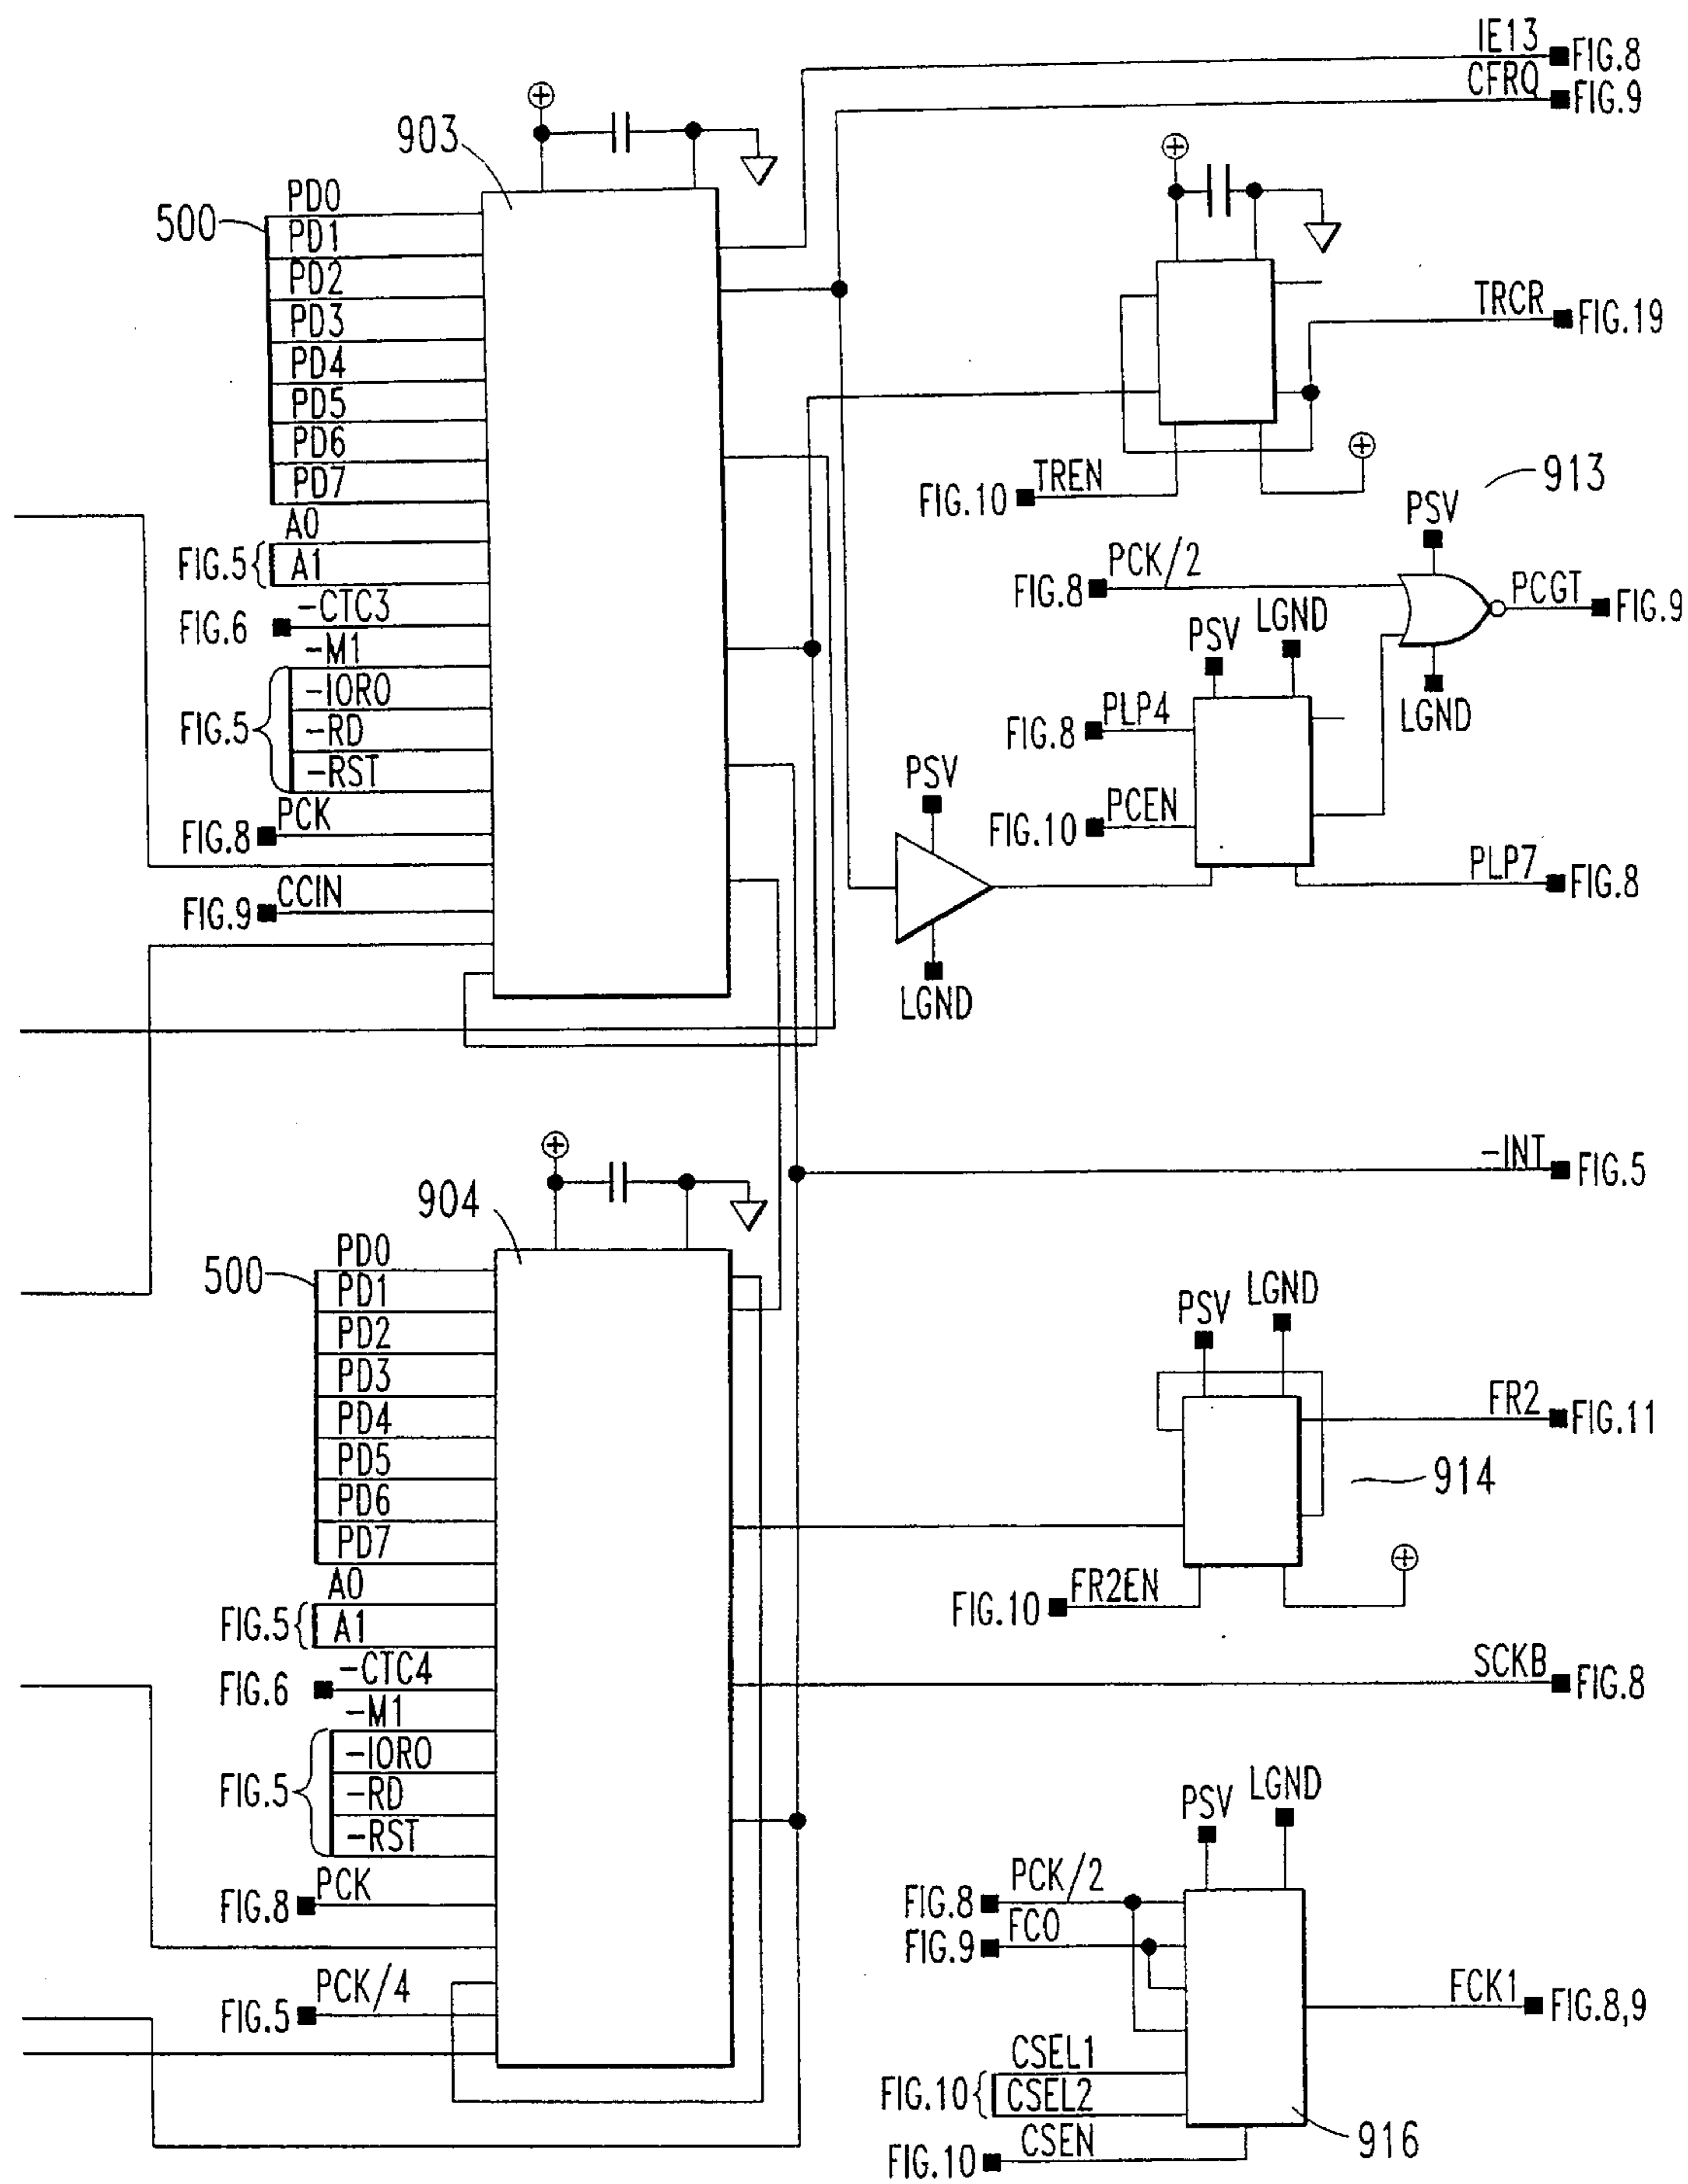 IE13
FIG.8
CFRQ
FIG.9
903
500
PD0
PD1
PD2
PD3
PD4
PD5
PD6
PD7
A0
FIG.5
A1
-CTC3
FIG.6
-M1
-IORO
FIG.5
-RD
-RST
PCK
FIG.8
CCIN
FIG.9
TRCR
FIG.19
TREN
FIG.10
913
PSV
PCK/2
FIG.8
PCGT
FIG.9
LGND
PSV
LGND
PLP4
FIG.8
PCEN
FIG.10
PSV
LGND
PLP7
FIG.8
-INT
FIG.5
904
500
PD0
PD1
PD2
PD3
PD4
PD5
PD6
PD7
A0
FIG.5
A1
-CTC4
FIG.6
-M1
-IORO
FIG.5
-RD
-RST
PCK
FIG.8
PCK/4
FIG.5
PSV
LGND
FR2
FIG.11
914
FR2EN
FIG.10
SCKB
FIG.8
PSV
LGND
PCK/2
FIG.8
FCO
FIG.9
FCK1
FIG.8,9
CSEL1
FIG.10
CSEL2
CSEN
FIG.10
916